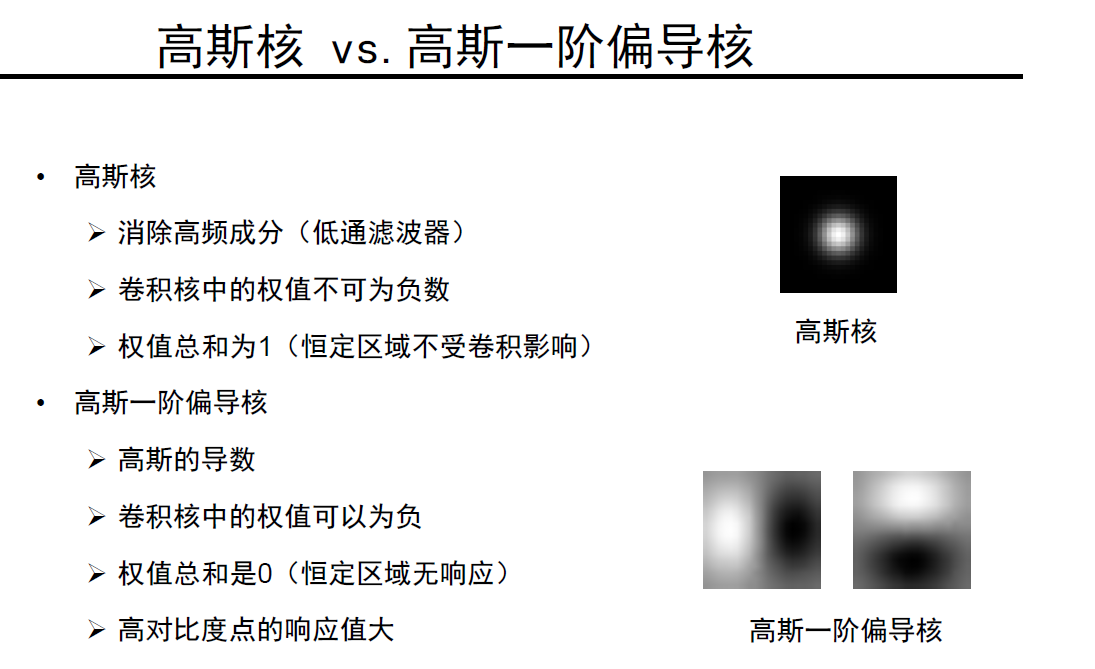 高斯核 vs. 高斯一阶偏导核
• 高斯核
➢ 消除高频成分（低通滤波器）
➢ 卷积核中的权值不可为负数
➢ 权值总和为1（恒定区域不受卷积影响）
高斯核
• 高斯一阶偏导核
➢ 高斯的导数
➢ 卷积核中的权值可以为负
➢ 权值总和是0（恒定区域无响应）
➢ 高对比度点的响应值大
高斯一阶偏导核